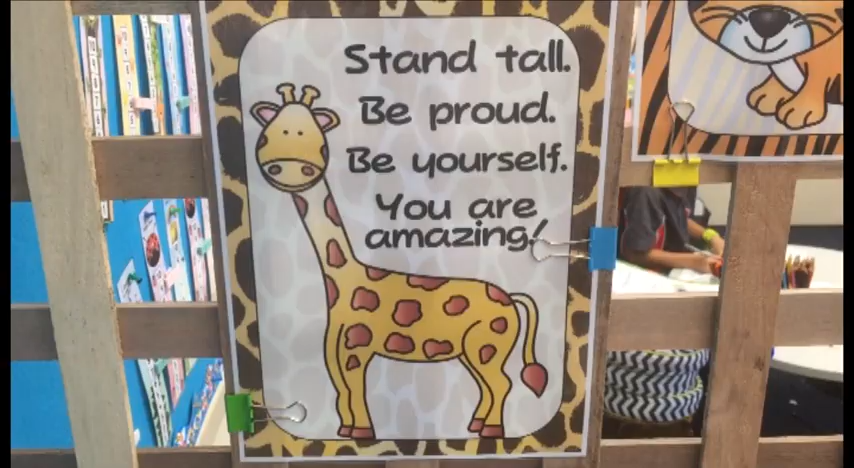 Stand tall.
Be proud.
Be yourself.
You are
amazing!